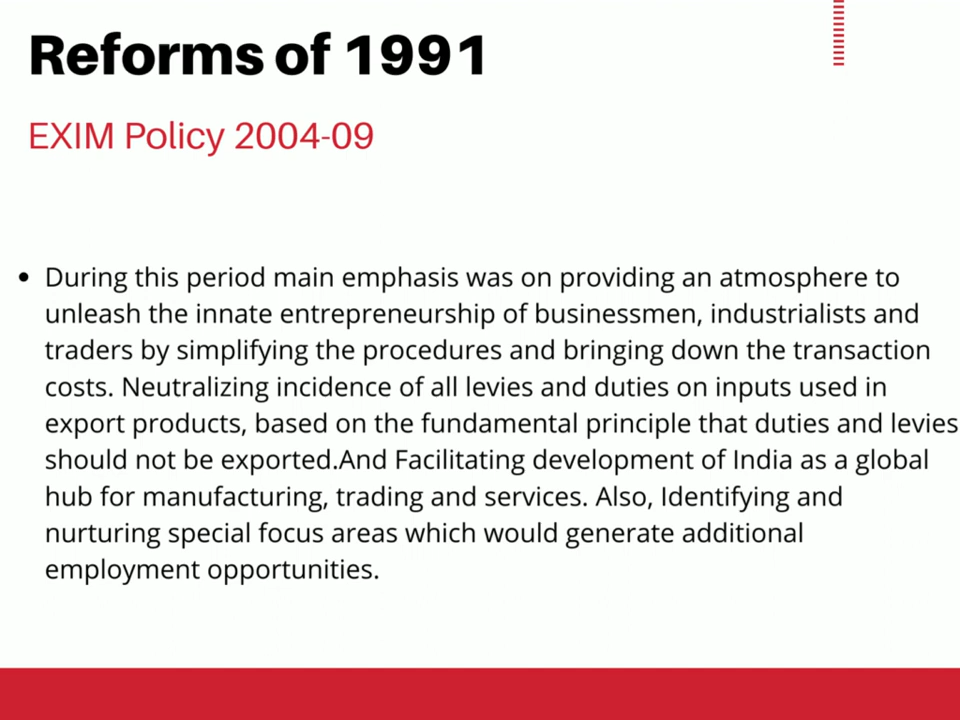 Reforms of 1991
EXIM Policy 2004-09
• During this period main emphasis was on providing an atmosphere to
unleash the innate entrepreneurship of businessmen, industrialists and
traders by simplifying the procedures and bringing down the transaction
costs. Neutralizing incidence of all levies and duties on inputs used in
export products, based on the fundamental principle that duties and levies
should not be exported.And Facilitating development of India as a global
hub for manufacturing, trading and services. Also, Identifying and
nurturing special focus areas which would generate additional
employment opportunities.